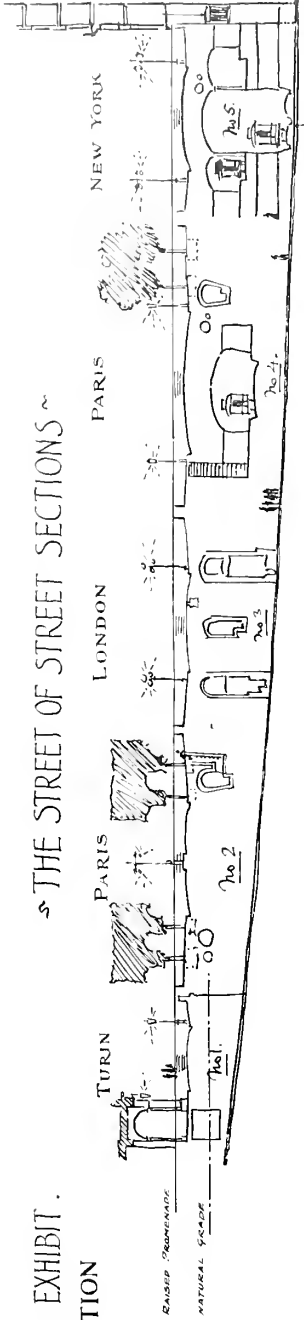 EXHIBIT.
TION
~ THE STREET OF STREET SECTIONS ~
TURIN
PARIS
LONDON
PARIS
NEW YORK
RAISED PROMENADE
NATURAL GRADE
No 1.
No 2
No 3
No 4.
No 5.